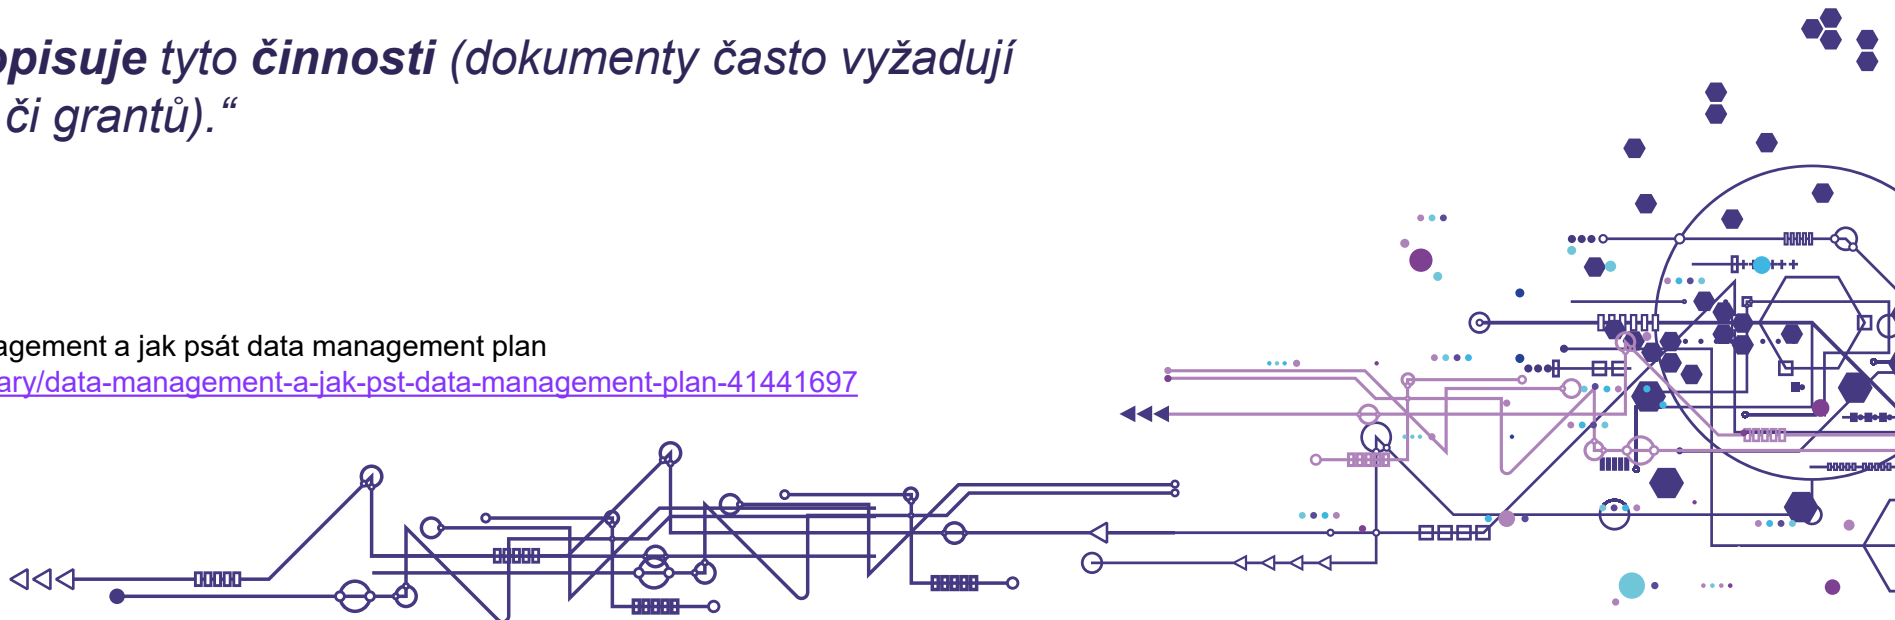 opisuje tyto činnosti (dokumenty často vyžadují
či grantů).“
agement a jak psát data management plan
ary/data-management-a-jak-pst-data-management-plan-41441697